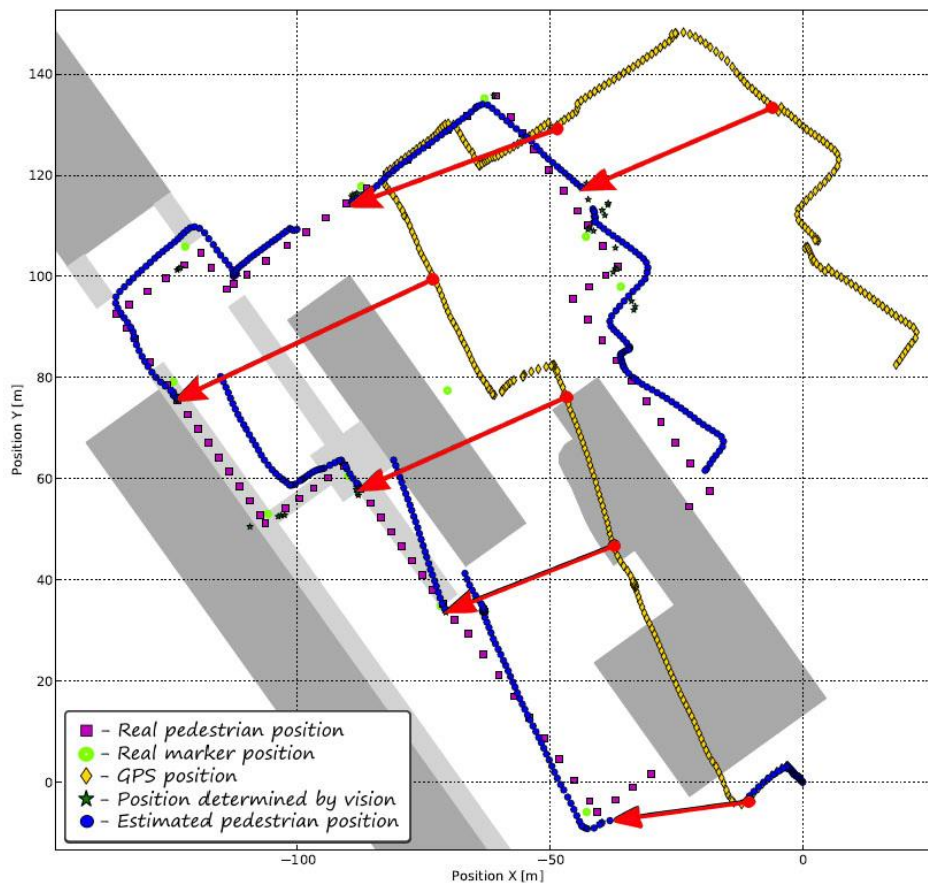 140
120
100
80
60
40
20
0
Position Y [m]
- Real pedestrian position
- Real marker position
- GPS position
- Position determined by vision
- Estimated pedestrian position
−100
−50
0
Position X [m]